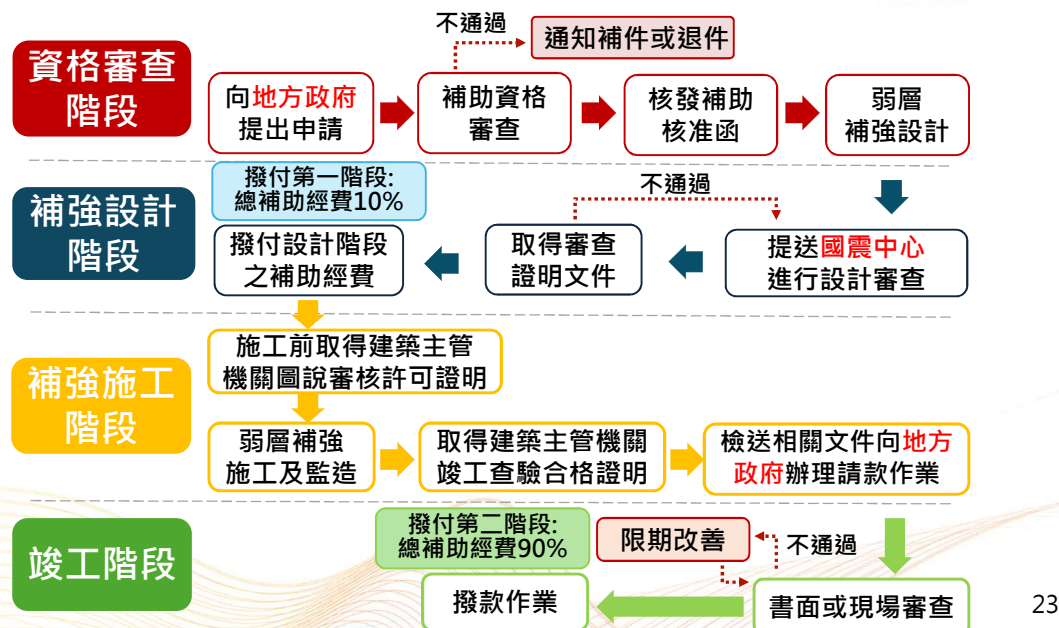 資格審查
階段
不通過
通知補件或退件
向地方政府
提出申請
補助資格
審查
核發補助
核准函
弱層
補強設計
補強設計
階段
撥付第一階段:
總補助經費10%
不通過
撥付設計階段
之補助經費
取得審查
證明文件
提送國震中心
進行設計審查
補強施工
階段
施工前取得建築主管
機關圖說審核許可證明
弱層補強
施工及監造
取得建築主管機關
竣工查驗合格證明
檢送相關文件向地方
政府辦理請款作業
竣工階段
撥付第二階段:
總補助經費90%
限期改善
不通過
撥款作業
書面或現場審查
23